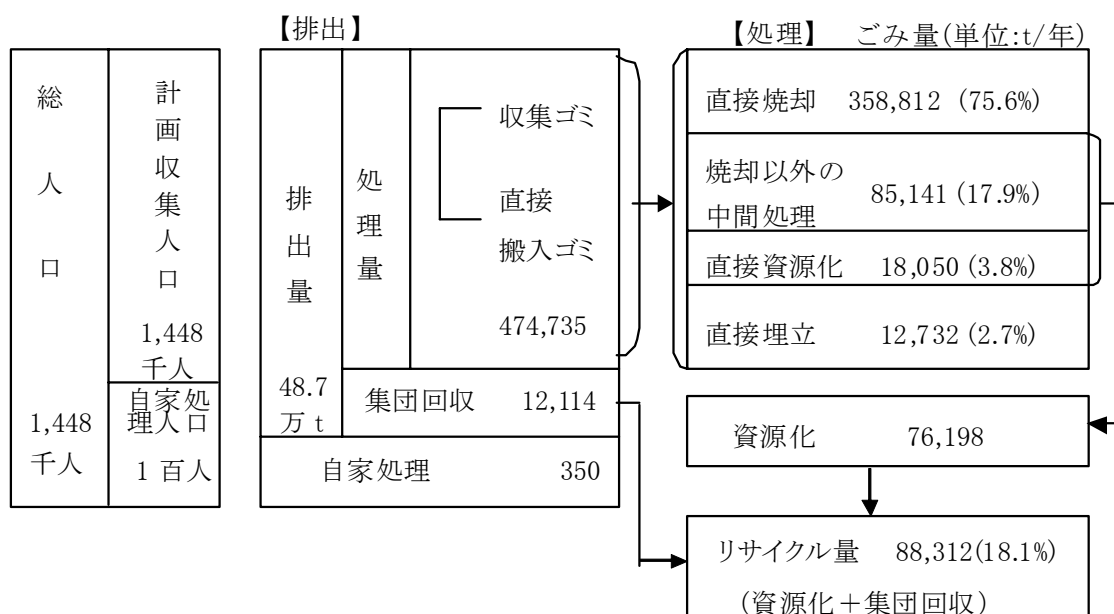 【排出】
【処理】 ごみ量(単位:t/年)
総人口
1,448
千人
計画収集人口
1,448
千人
自家処
理人口
1百人
排出量
48.7
万t
処理量
収集ゴミ
直接
搬入ゴミ
474,735
集団回収 12,114
自家処理 350
直接焼却 358,812 (75.6%)
焼却以外の
中間処理 85,141 (17.9%)
直接資源化 18,050 (3.8%)
直接埋立 12,732 (2.7%)
資源化 76,198
リサイクル量 88,312(18.1%)
(資源化+集団回収)